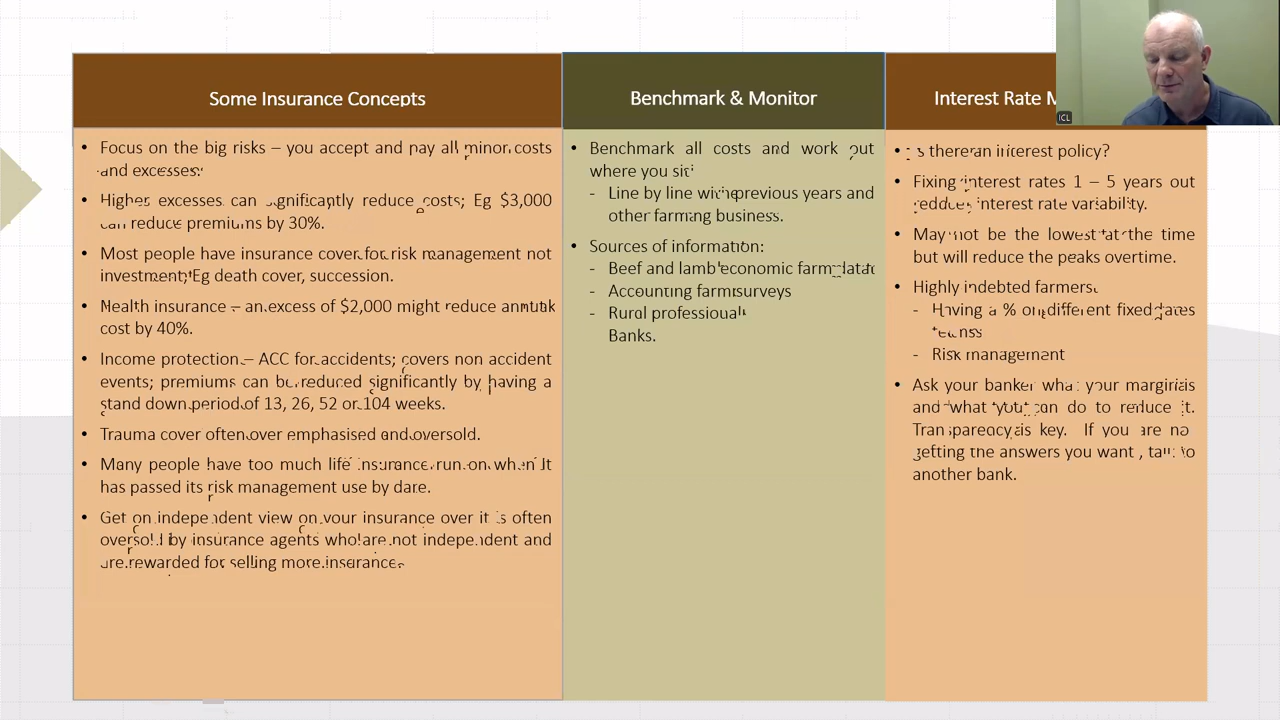 Some Insurance Concepts
• Focus on the big risks – you accept and pay all minor costs
and excesses.
• Higher excesses can significantly reduce costs; Eg $3,000
can reduce premiums by 30%.
• Most people have insurance cover for risk management not
investment, Eg death cover, succession.
• Health insurance – an excess of $2,000 might reduce annual
cost by 40%.
• Income protection – ACC for accidents; covers non accident
events; premiums can be reduced significantly by having a
stand down period of 13, 26, 52 or 104 weeks.
• Trauma cover often over emphasised and oversold.
• Many people have too much life insurance run on when it
has passed its risk management use by date.
• Get an independent view on your insurance over it is often
oversold by insurance agents who are not independent and
are rewarded for selling more insurance.
Benchmark & Monitor
• Benchmark all costs and work out
where you sit
- Line by line with previous years and
other farming business.
• Sources of information:
- Beef and lamb economic farm data
- Accounting farm surveys
- Rural professionals
Banks.
Interest Rate
• Is there an interest policy?
• Fixing interest rates 1 – 5 years out
reduces interest rate variability.
• May not be the lowest at the time
but will reduce the peaks overtime.
• Highly indebted farmers.
- Having a % on different fixed rates
terms
- Risk management
• Ask your banker what your margin is
and what you can do to reduce it.
Transparency is key. If you are not
getting the answers you want , talk to
another bank.
ICL